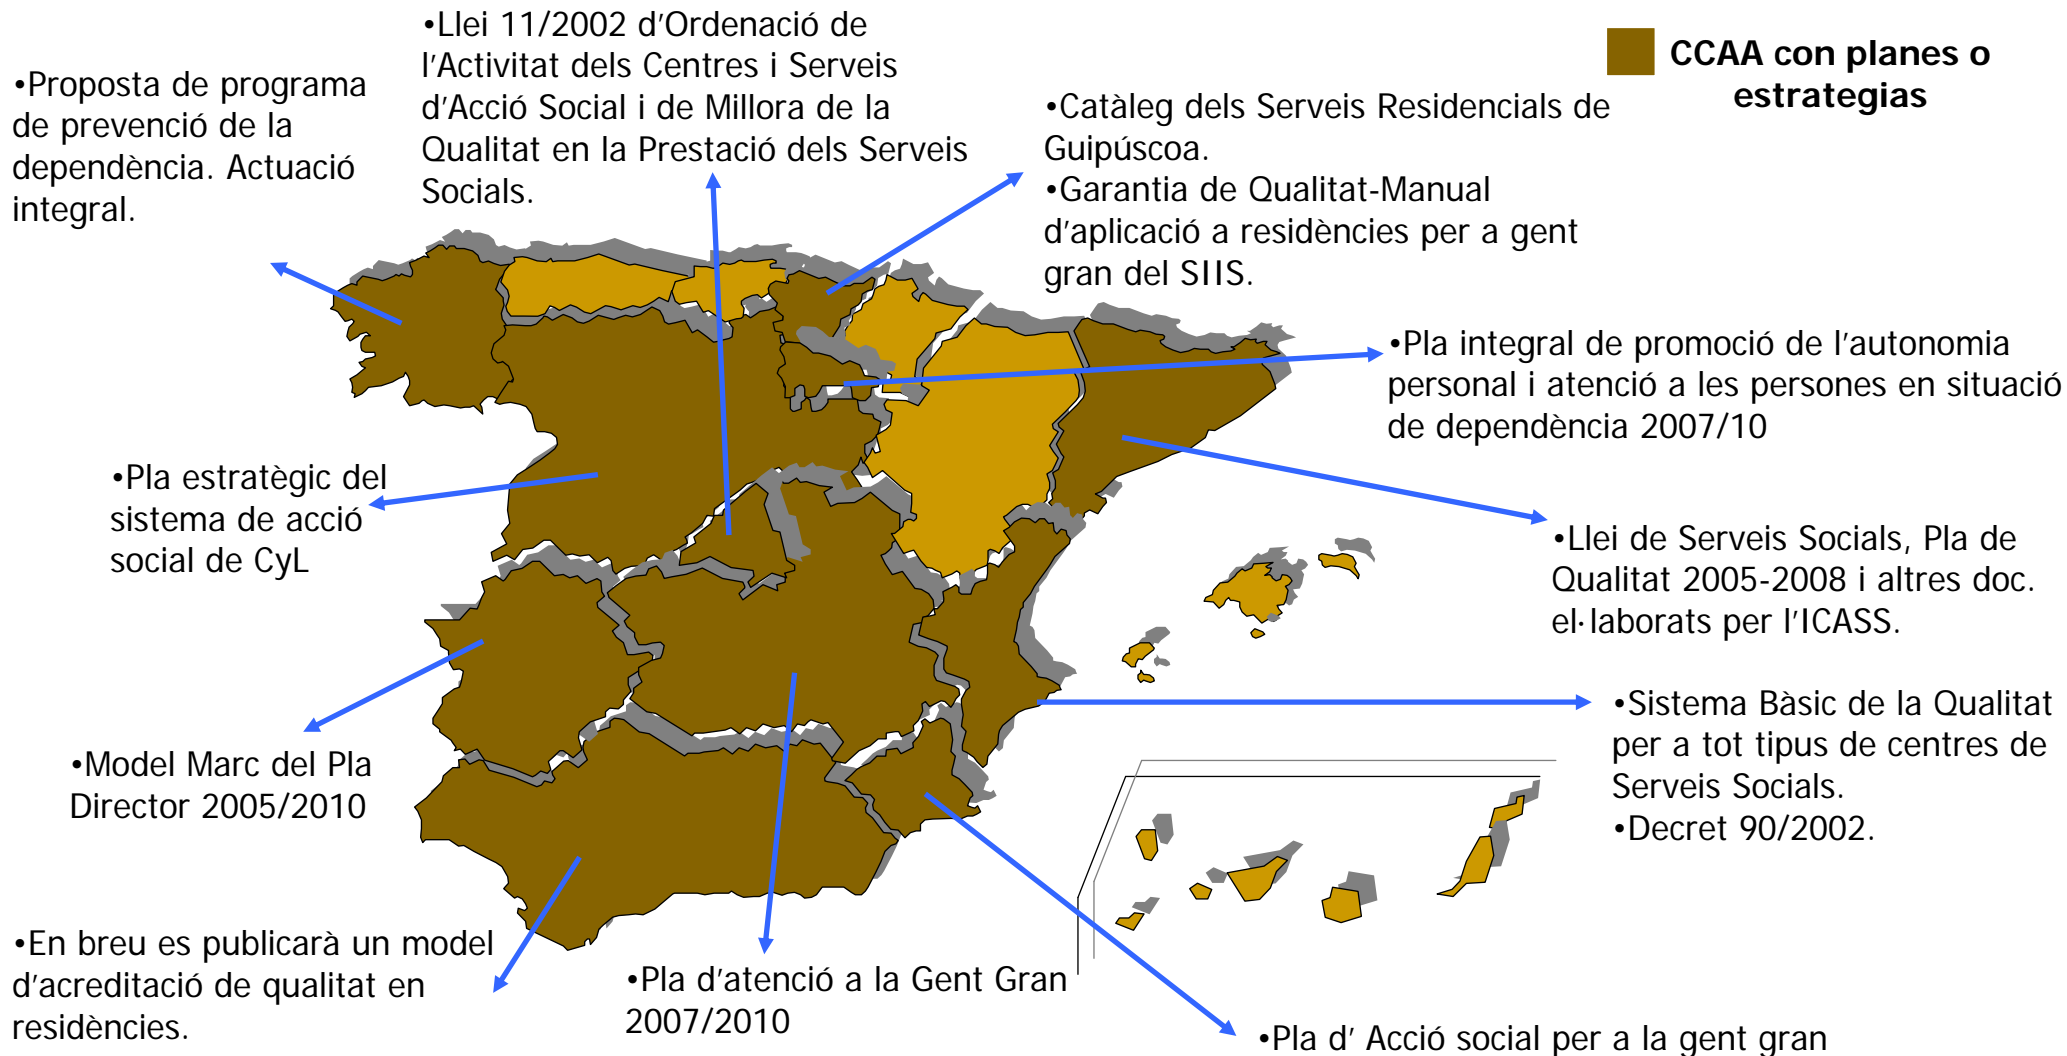 •Llei 11/2002 d'Ordenació de
l'Activitat dels Centres i Serveis
d'Acció Social i de Millora de la
Qualitat en la Prestació dels Serveis
Socials.
CCAA con planes o
estrategias
•Proposta de programa
de prevenció de la
dependència. Actuació
integral.
•Catàleg dels Serveis Residencials de
Guipúscoa.
•Garantia de Qualitat-Manual
d'aplicació a residències per a gent
gran del SIIS.
•Pla integral de promoció de l'autonomia
personal i atenció a les persones en situació
de dependència 2007/10
•Pla estratègic del
sistema de acció
social de CyL
•Llei de Serveis Socials, Pla de
Qualitat 2005-2008 i altres doc.
el·laborats per l'ICASS.
•Sistema Bàsic de la Qualitat
per a tot tipus de centres de
Serveis Socials.
•Decret 90/2002.
•Model Marc del Pla
Director 2005/2010
•En breu es publicarà un model
d'acreditació de qualitat en
residències.
•Pla d'atenció a la Gent Gran
2007/2010
•Pla d' Acció social per a la gent gran